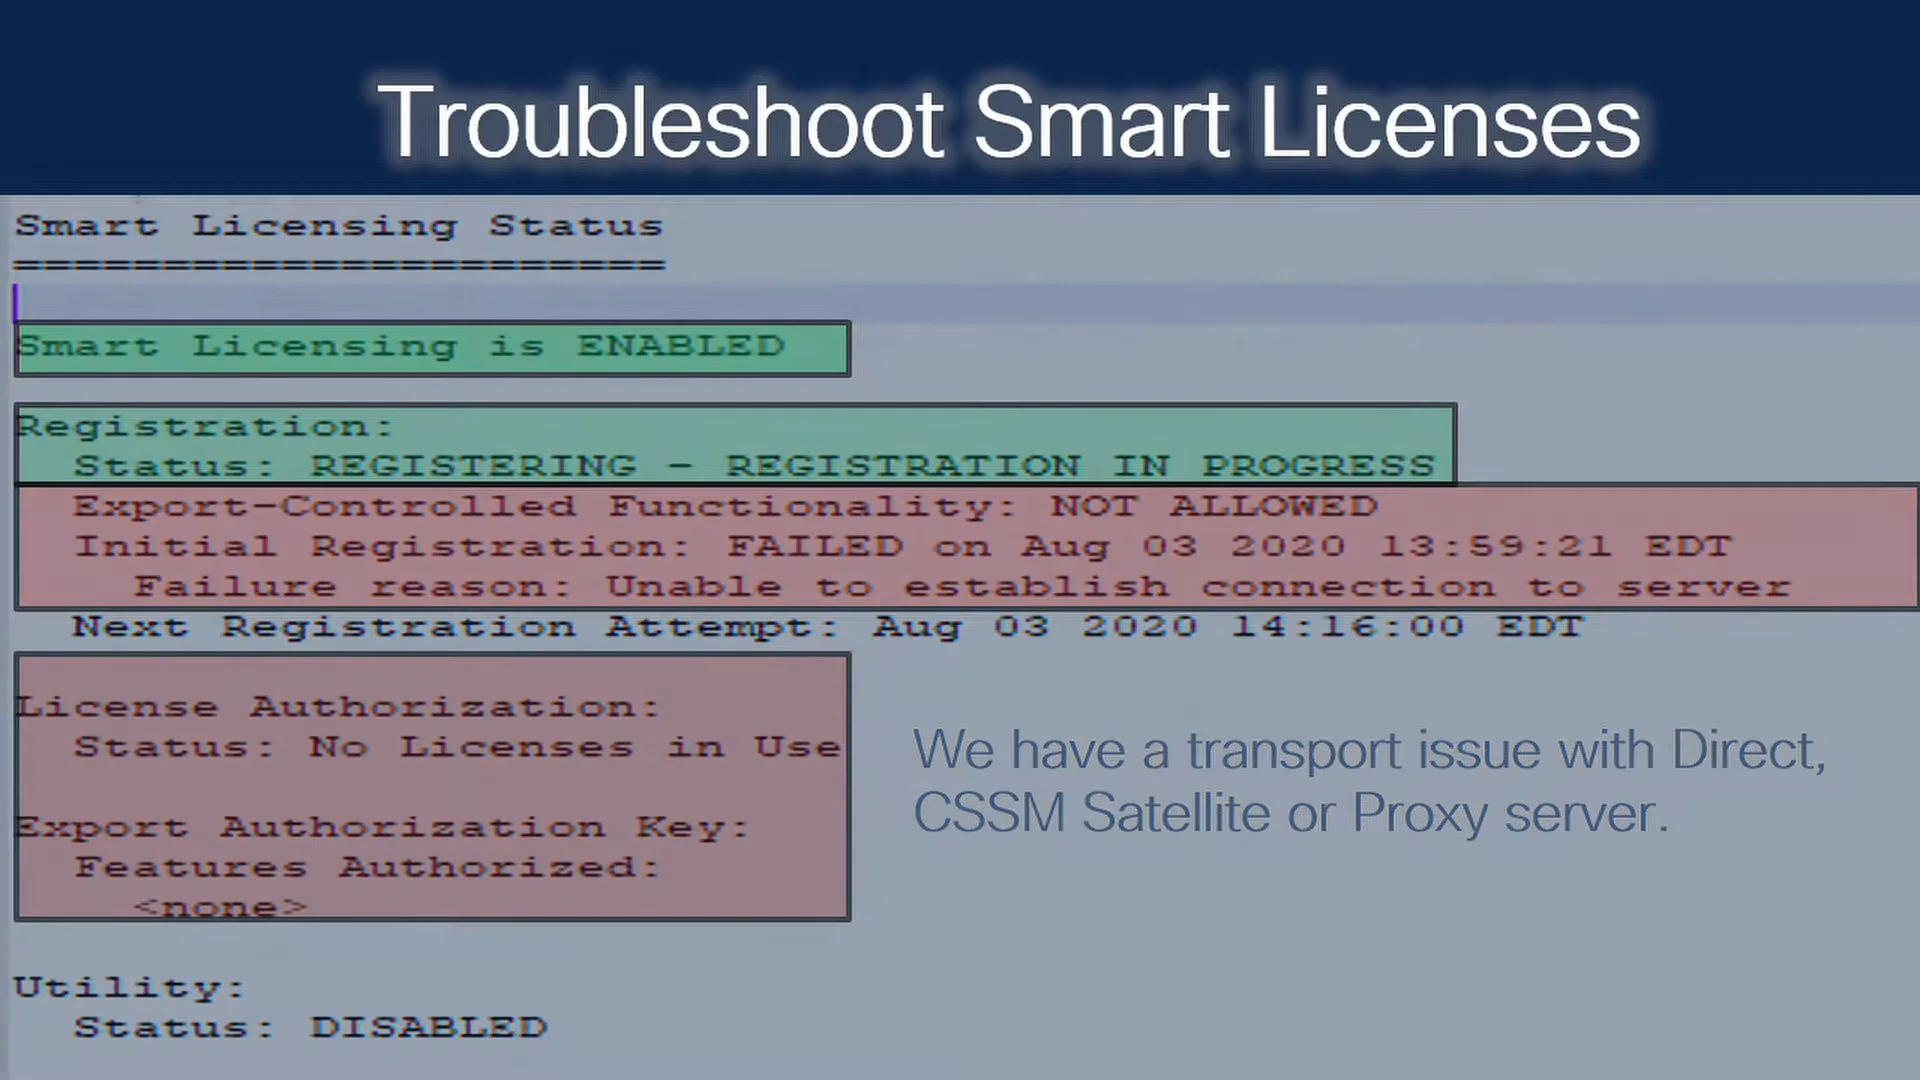 Troubleshoot Smart Licenses
Smart Licensing Status
======================
Smart Licensing is ENABLED
Registration:
Status: REGISTERING - REGISTRATION IN PROGRESS
Export-Controlled Functionality: NOT ALLOWED
Initial Registration: FAILED on Aug 03 2020 13:59:21 EDT
Failure reason: Unable to establish connection to server
Next Registration Attempt: Aug 03 2020 14:16:00 EDT
License Authorization:
Status: No Licenses in Use
We have a transport issue with Direct,
CSSM Satellite or Proxy server.
Export Authorization Key:
Features Authorized:
<none>
Utility:
Status: DISABLED